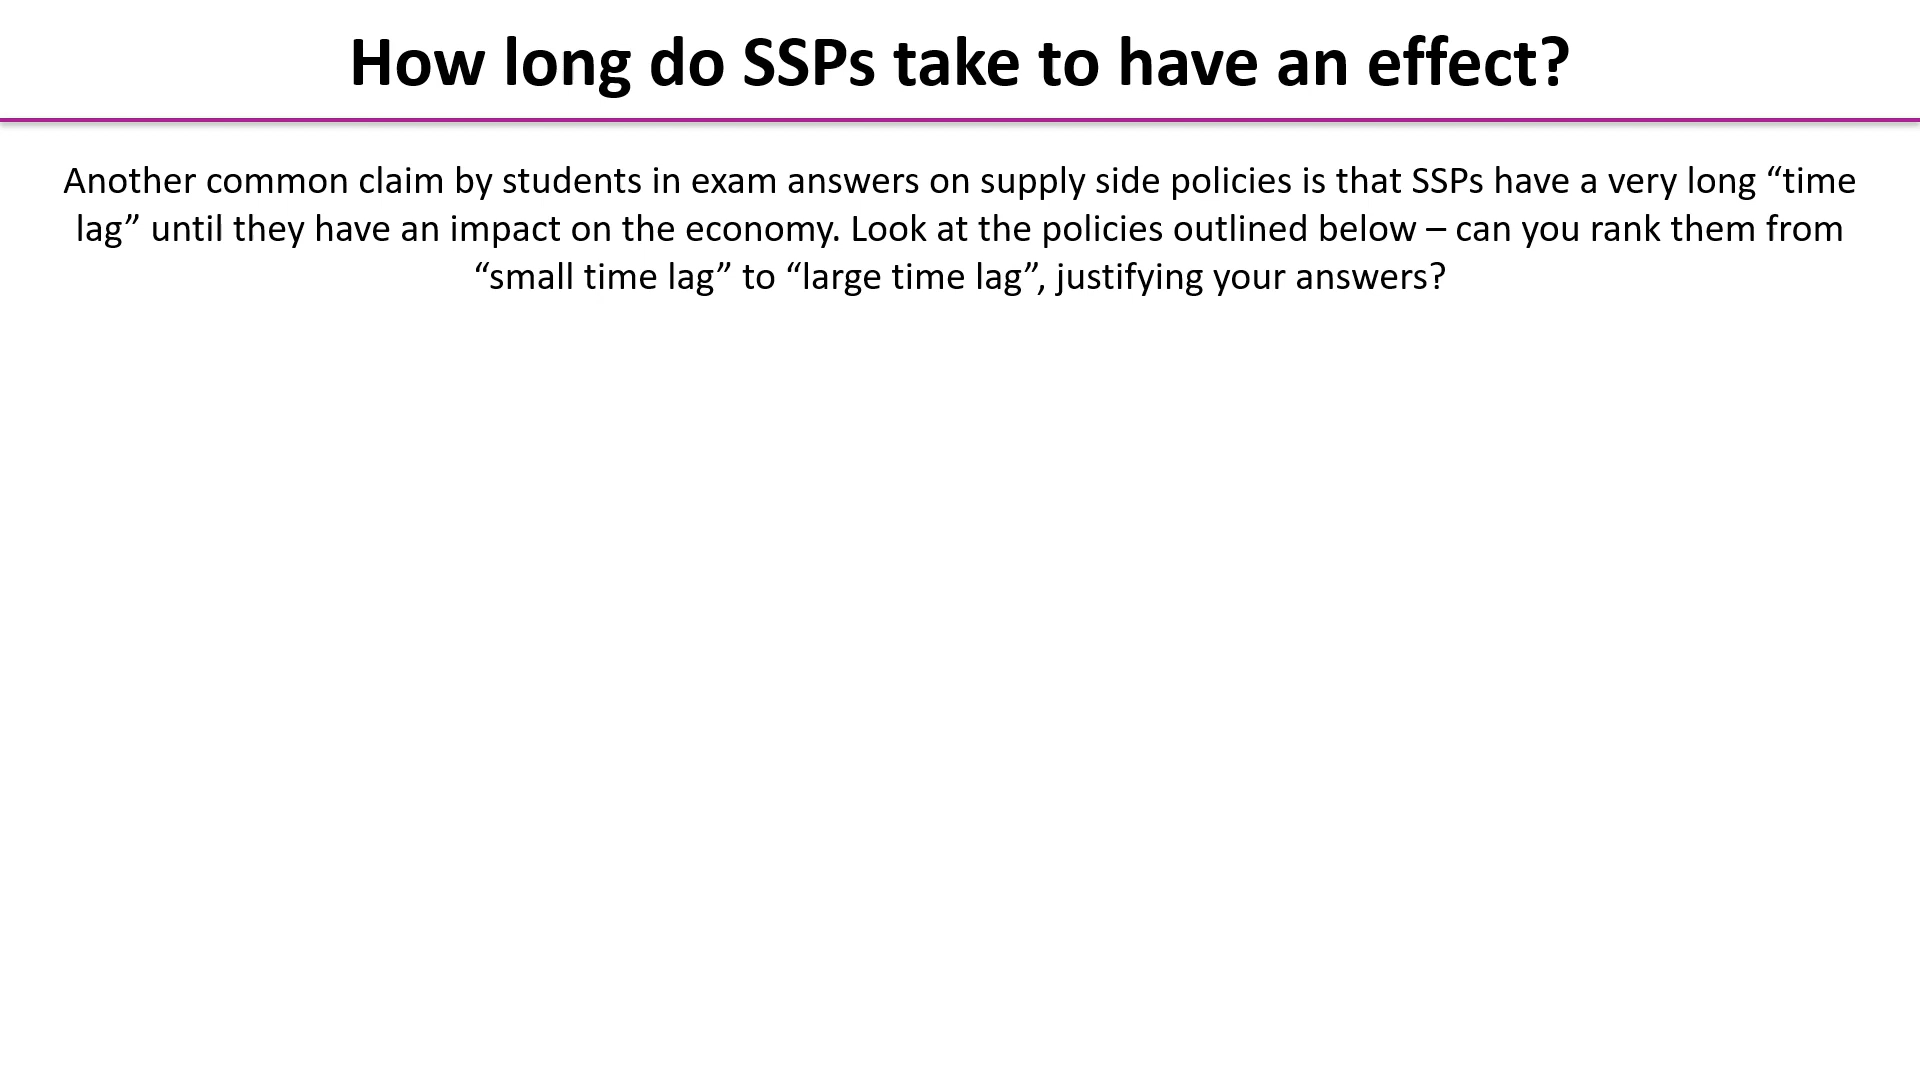 How long do SSPs take to have an effect?
Another common claim by students in exam answers on supply side policies is that SSPs have a very long “time
lag” until they have an impact on the economy. Look at the policies outlined below – can you rank them from
“small time lag” to “large time lag”, justifying your answers?